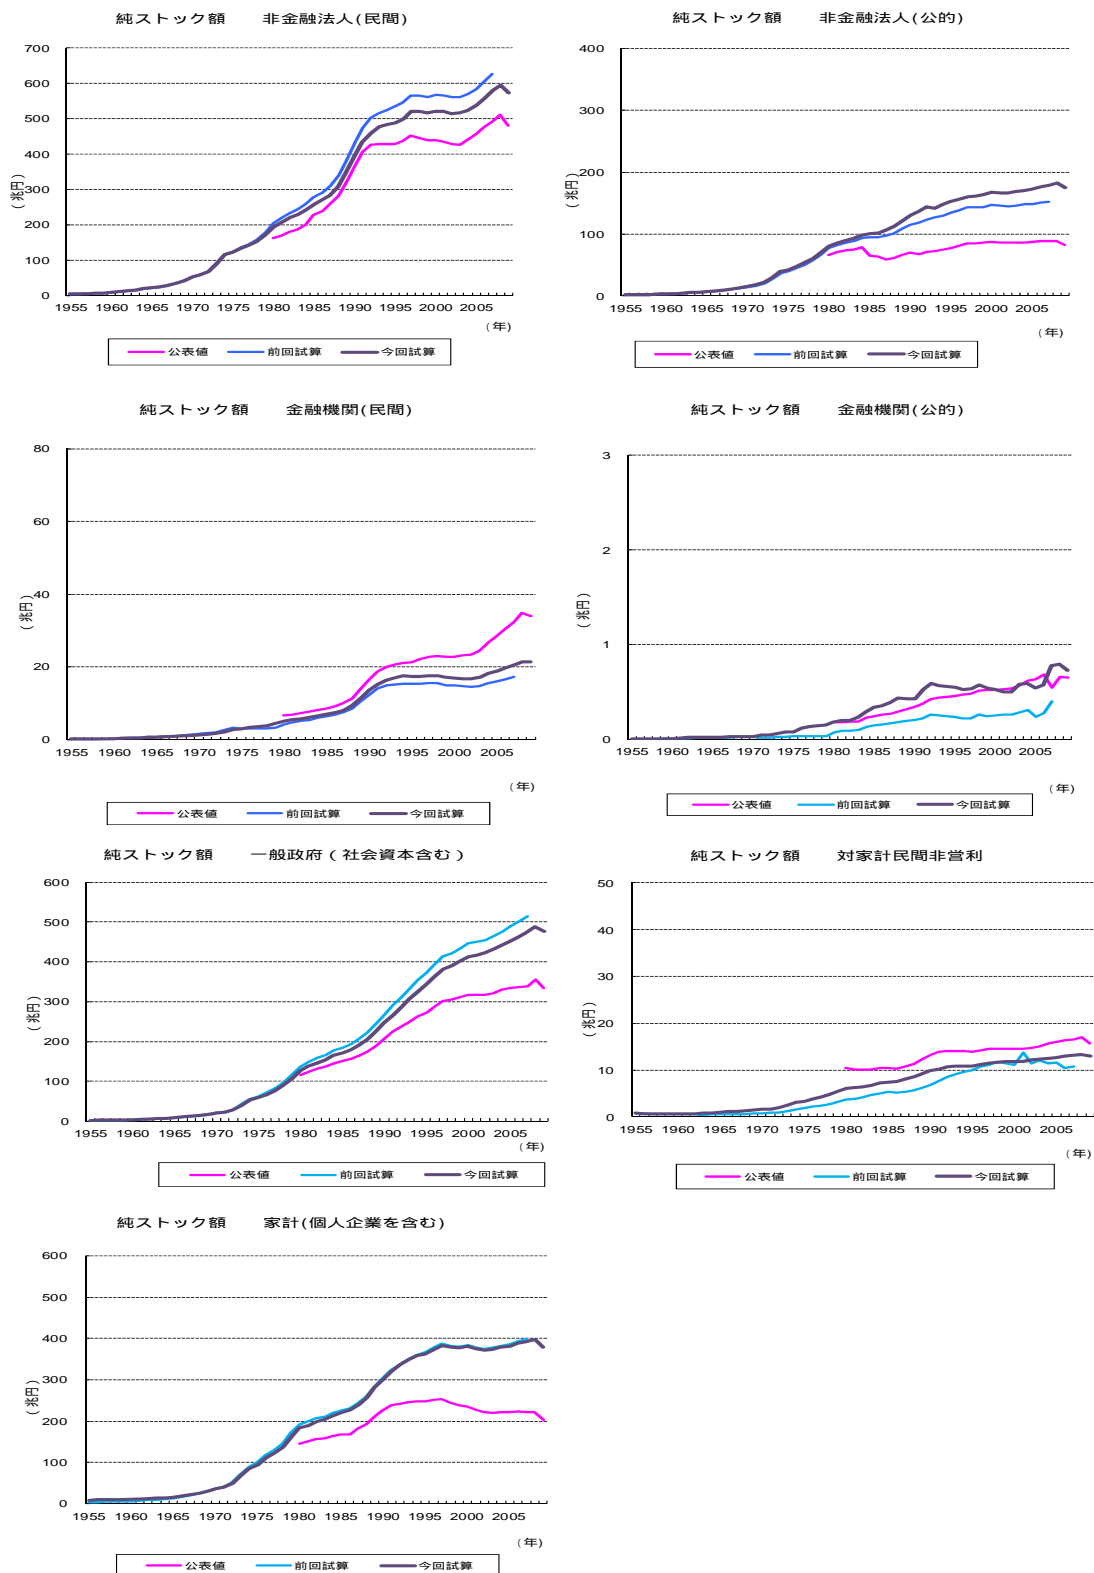 純ストック額 非金融法人(民間)
700
600
500
400
300
200
100
0
(兆円)
1955 1960 1965 1970 1975 1980 1985 1990 1995 2000 2005
(年)
公表値 前回試算 今回試算
純ストック額 非金融法人(公的)
400
300
200
100
0
(兆円)
1955 1960 1965 1970 1975 1980 1985 1990 1995 2000 2005
(年)
公表値 前回試算 今回試算
純ストック額 金融機関(民間)
80
60
40
20
0
(兆円)
1955 1960 1965 1970 1975 1980 1985 1990 1995 2000 2005
(年)
公表値 前回試算 今回試算
純ストック額 金融機関(公的)
3
2
1
0
(兆円)
1955 1960 1965 1970 1975 1980 1985 1990 1995 2000 2005
(年)
公表値 前回試算 今回試算
純ストック額 一般政府(社会資本含む)
600
500
400
300
200
100
0
(兆円)
1955 1960 1965 1970 1975 1980 1985 1990 1995 2000 2005
(年)
公表値 前回試算 今回試算
純ストック額 対家計民間非営利
50
40
30
20
10
0
(兆円)
1955 1960 1965 1970 1975 1980 1985 1990 1995 2000 2005
(年)
公表値 前回試算 今回試算
純ストック額 家計(個人企業を含む)
600
500
400
300
200
100
0
(兆円)
1955 1960 1965 1970 1975 1980 1985 1990 1995 2000 2005
(年)
公表値 前回試算 今回試算